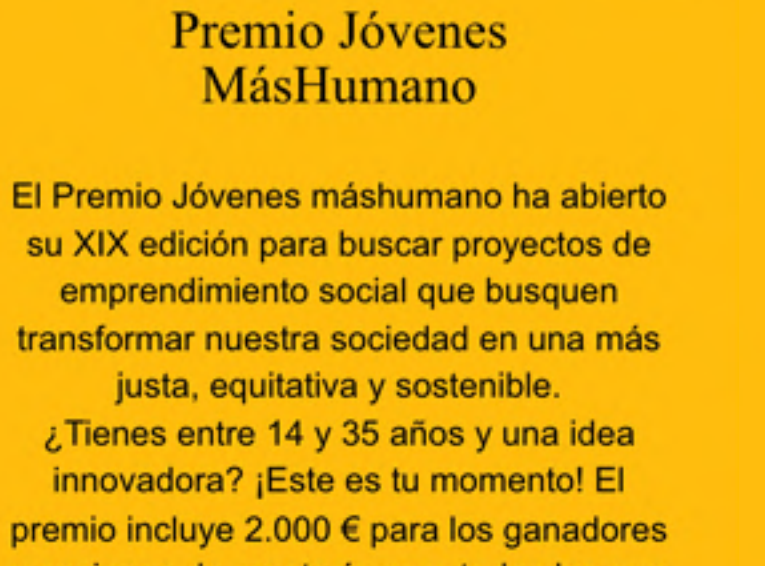 Premio Jóvenes
MásHumano
El Premio Jóvenes máshumano ha abierto
su XIX edición para buscar proyectos de
emprendimiento social que busquen
transformar nuestra sociedad en una más
justa, equitativa y sostenible.
¿Tienes entre 14 y 35 años y una idea
innovadora? ¡Este es tu momento! El
premio incluye 2.000 € para los ganadores